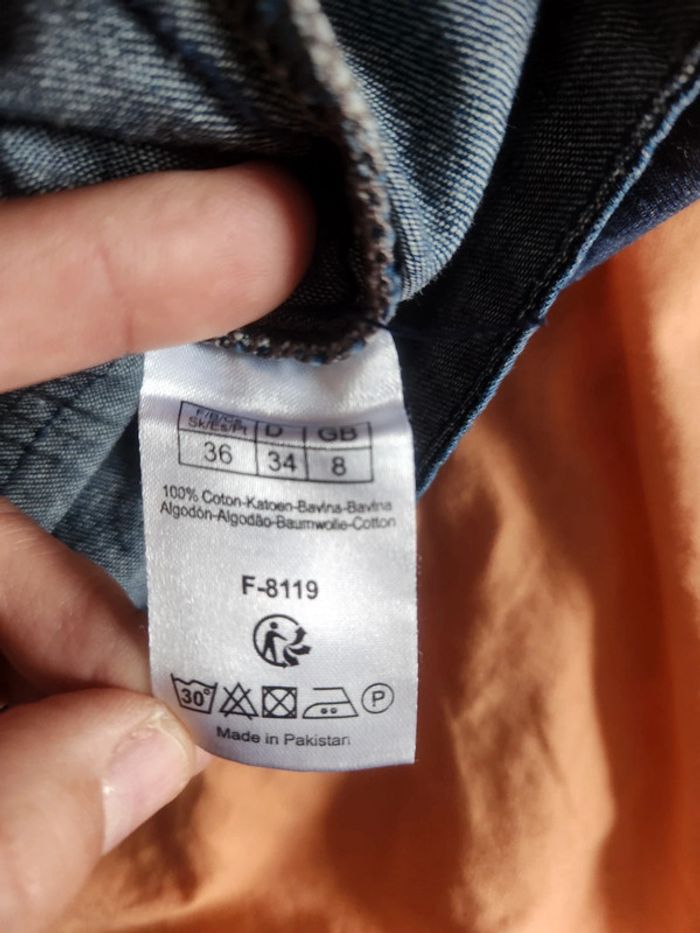 Sk/Es/Pt D GB
36 34 8
100% Coton-Katoen-Bavlna-Bavlna
Algodón-Algodão-Baumwolle-Cotton
F-8119
30°
P
Made in Pakistan